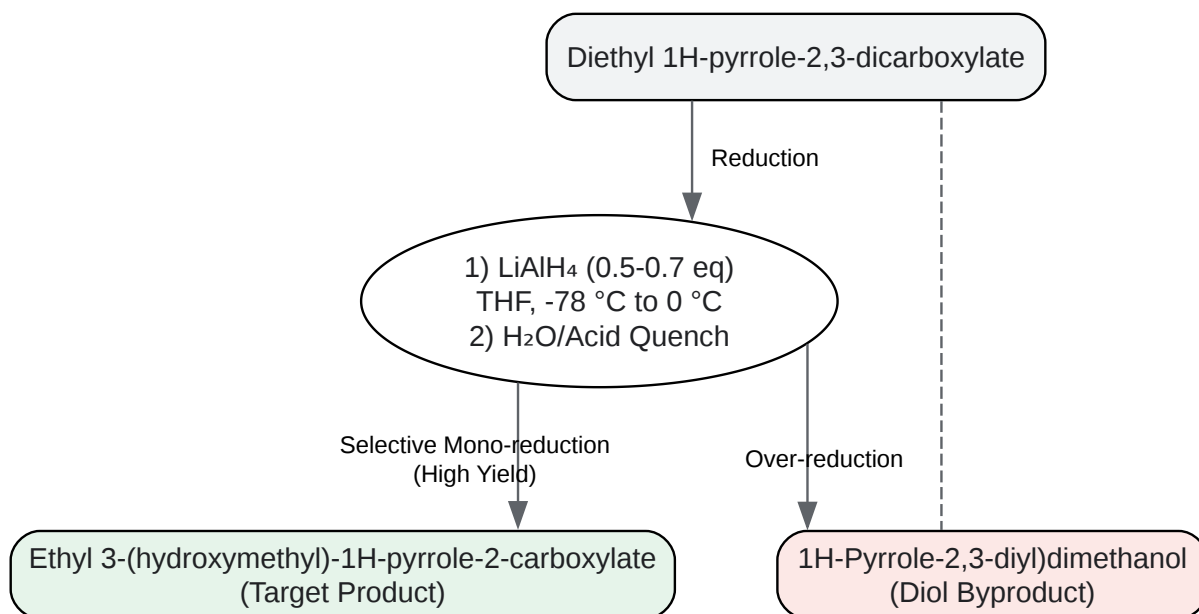 Diethyl 1H-pyrrole-2,3-dicarboxylate
Reduction
1) LiAlH₄ (0.5-0.7 eq)
THF, -78 °C to 0 °C
2) H₂O/Acid Quench
Selective Mono-reduction
(High Yield)
Over-reduction
Ethyl 3-(hydroxymethyl)-1H-pyrrole-2-carboxylate
(Target Product)
1H-Pyrrole-2,3-diyl)dimethanol
(Diol Byproduct)